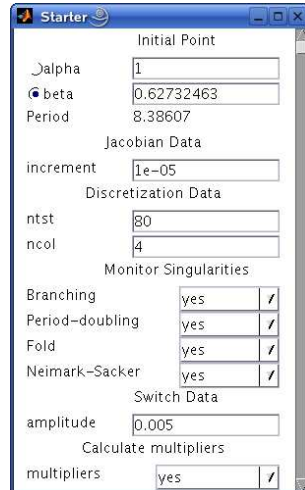 Starter
Initial Point
alpha 1
beta 0.62732463
Period 8.38607
Jacobian Data
increment 1e-05
Discretization Data
ntst 80
ncol 4
Monitor Singularities
Branching yes
Period-doubling yes
Fold yes
Neimark-Sacker yes
Switch Data
amplitude 0.005
Calculate multipliers
multipliers yes